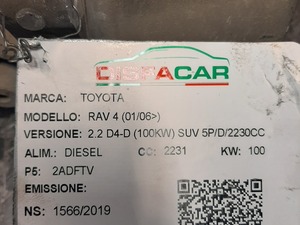 DISFACAR
MARCA: TOYOTA
MODELLO: RAV 4 (01/06>)
VERSIONE: 2.2 D4-D (100KW) SUV 5P/D/2230CC
ALIM.: DIESEL CC: 2231 KW: 100
P5: 2ADFTV
EMISSIONE:
NS: 1566/2019